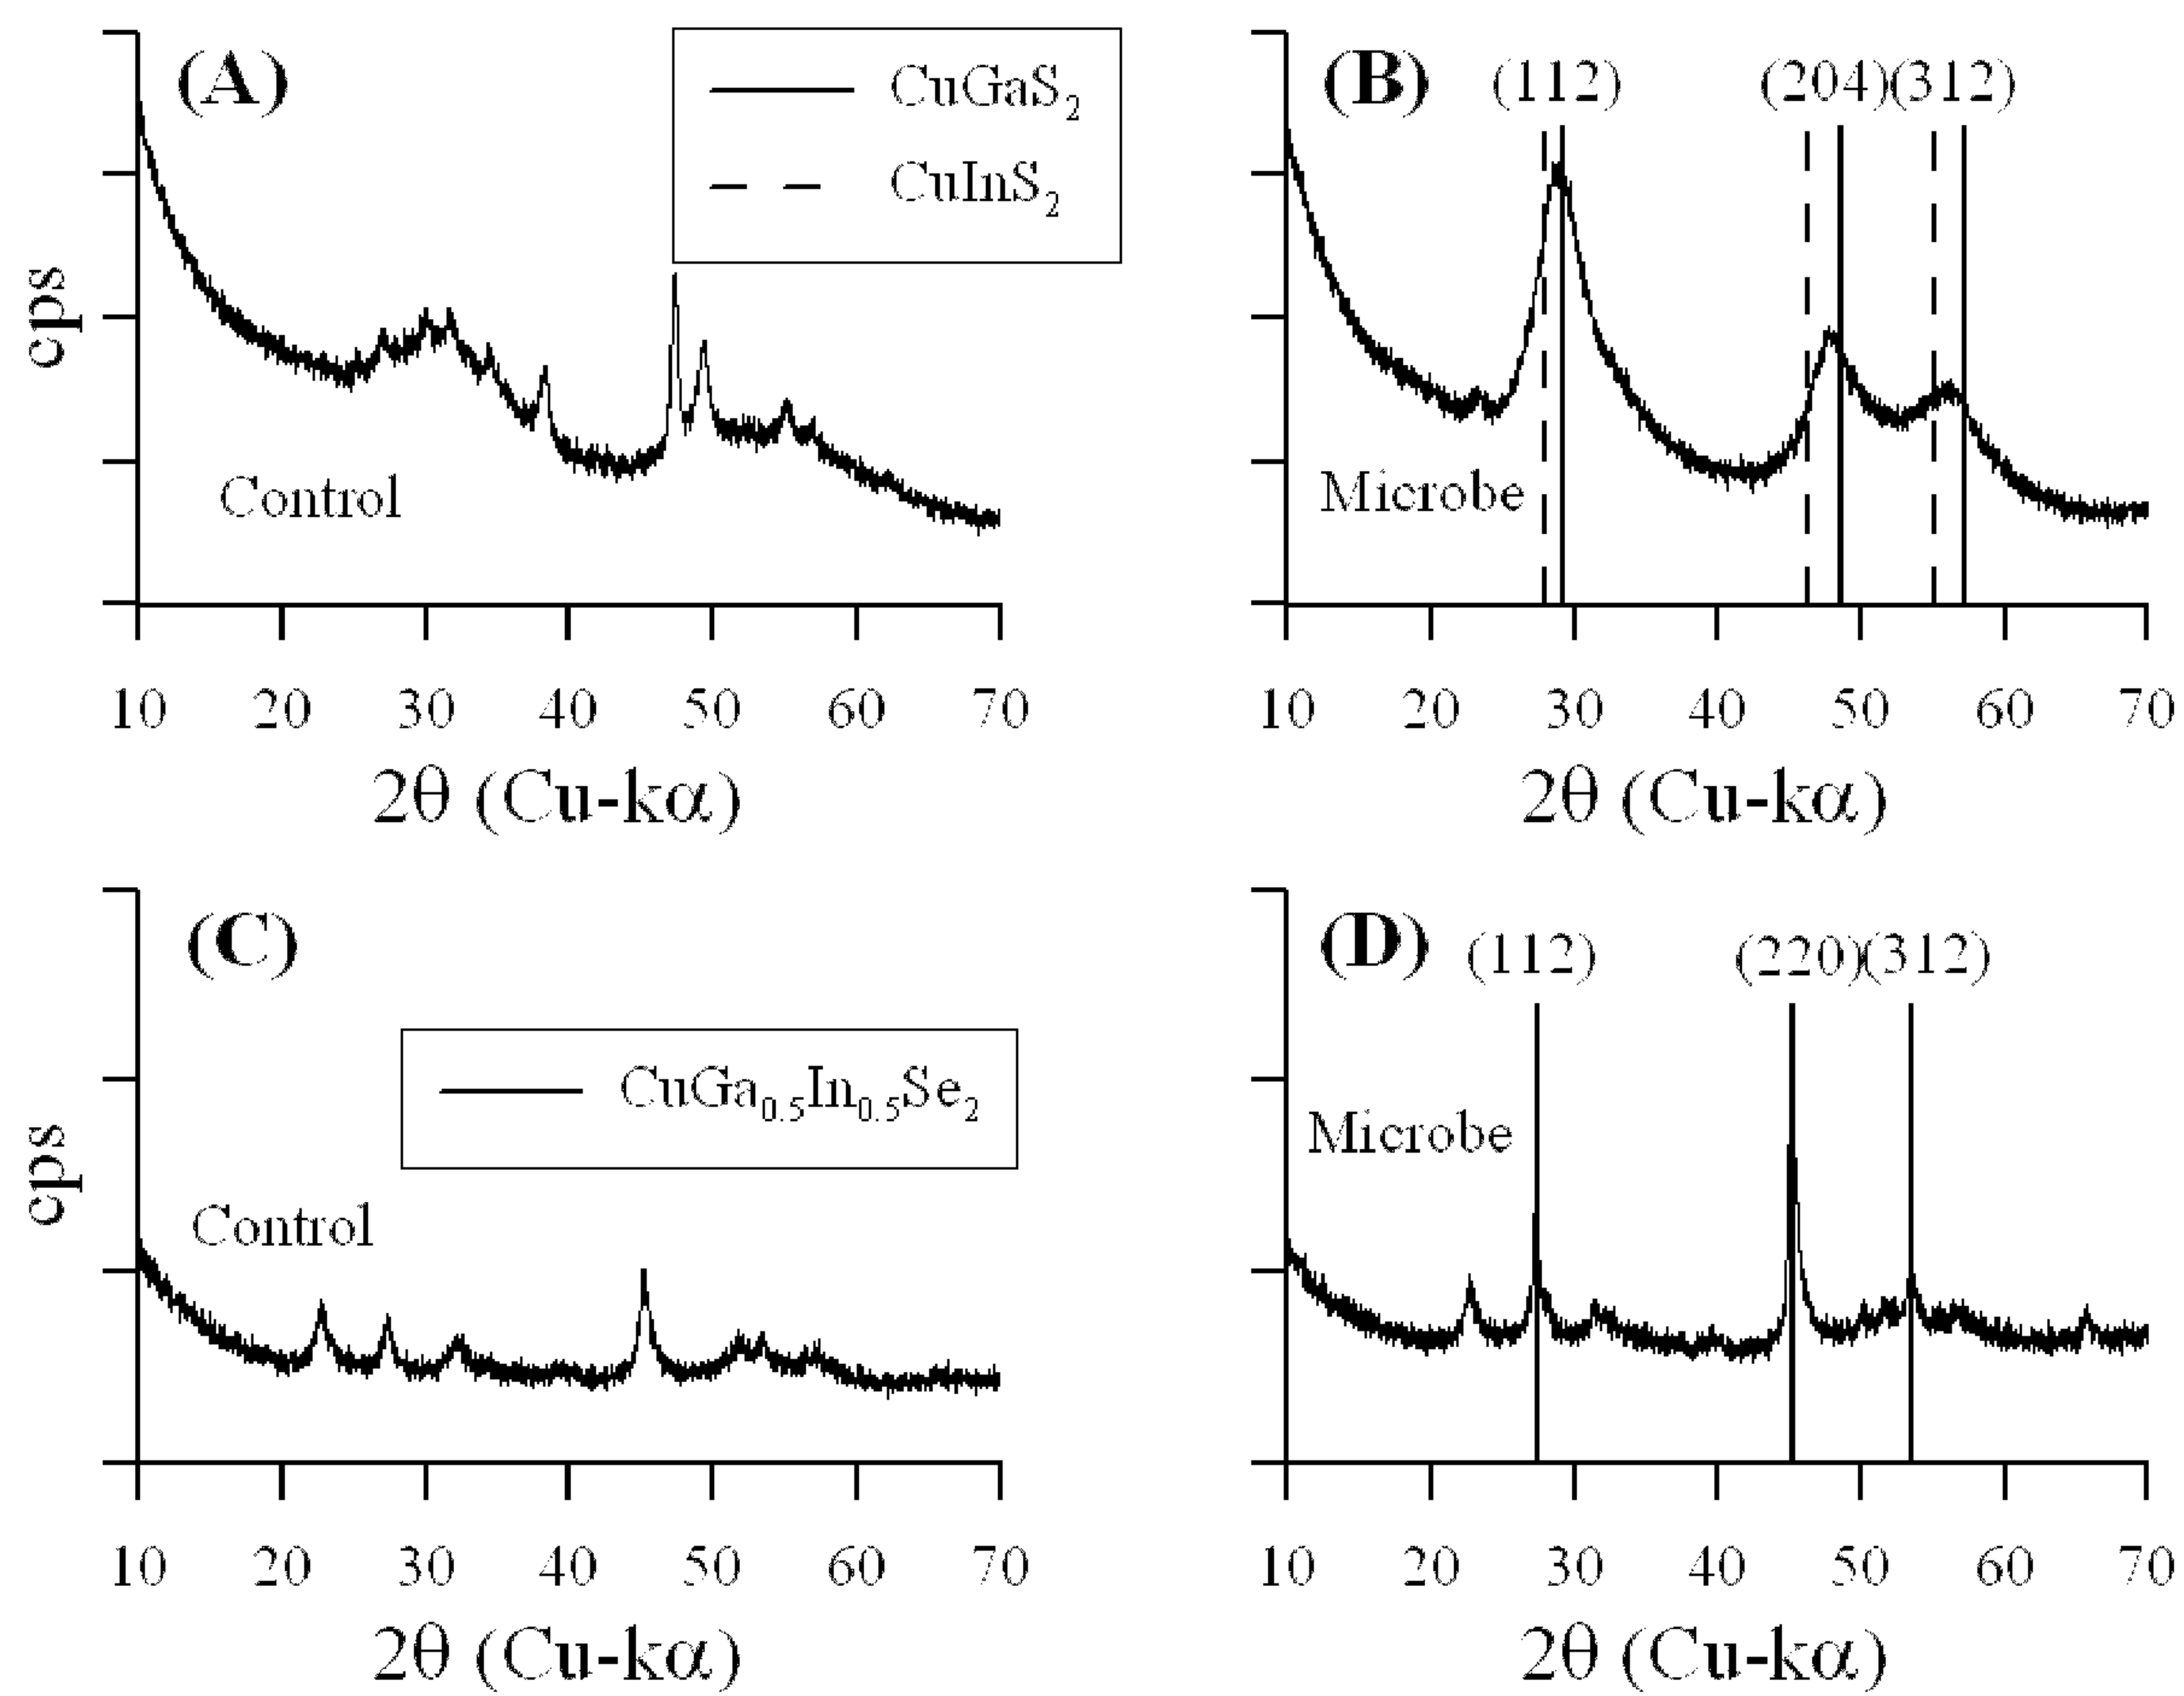 (A)
CuGaS₂
CuInS₂
cps
Control
10 20 30 40 50 60 70
2θ (Cu-kα)
(B) (112) (204) (312)
Microbe
10 20 30 40 50 60 70
2θ (Cu-kα)
(C)
CuGa₀.₅In₀.₅Se₂
cps
Control
10 20 30 40 50 60 70
2θ (Cu-kα)
(D) (112) (220) (312)
Microbe
10 20 30 40 50 60 70
2θ (Cu-kα)